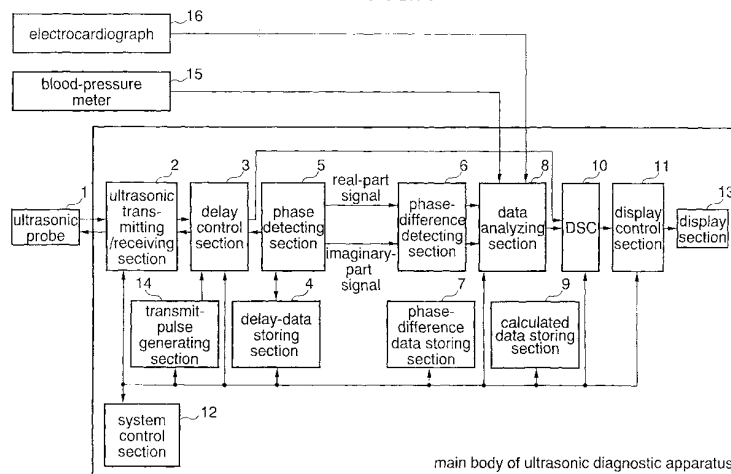 16
electrocardiograph
15
blood-pressure
meter
1
ultrasonic
probe
2
ultrasonic
trans-
mitting
/receiving
section
3
delay
control
section
5
phase
detecting
section
real-part
signal
imaginary-
part
signal
6
phase-
difference
detecting
section
8
data
analyzing
section
10
DSC
11
display
control
section
13
display
section
14
transmit-
pulse
generating
section
4
delay-data
storing
section
7
phase-
difference
data storing
section
9
calculated
data storing
section
12
system
control
section
main body of ultrasonic diagnostic apparatus